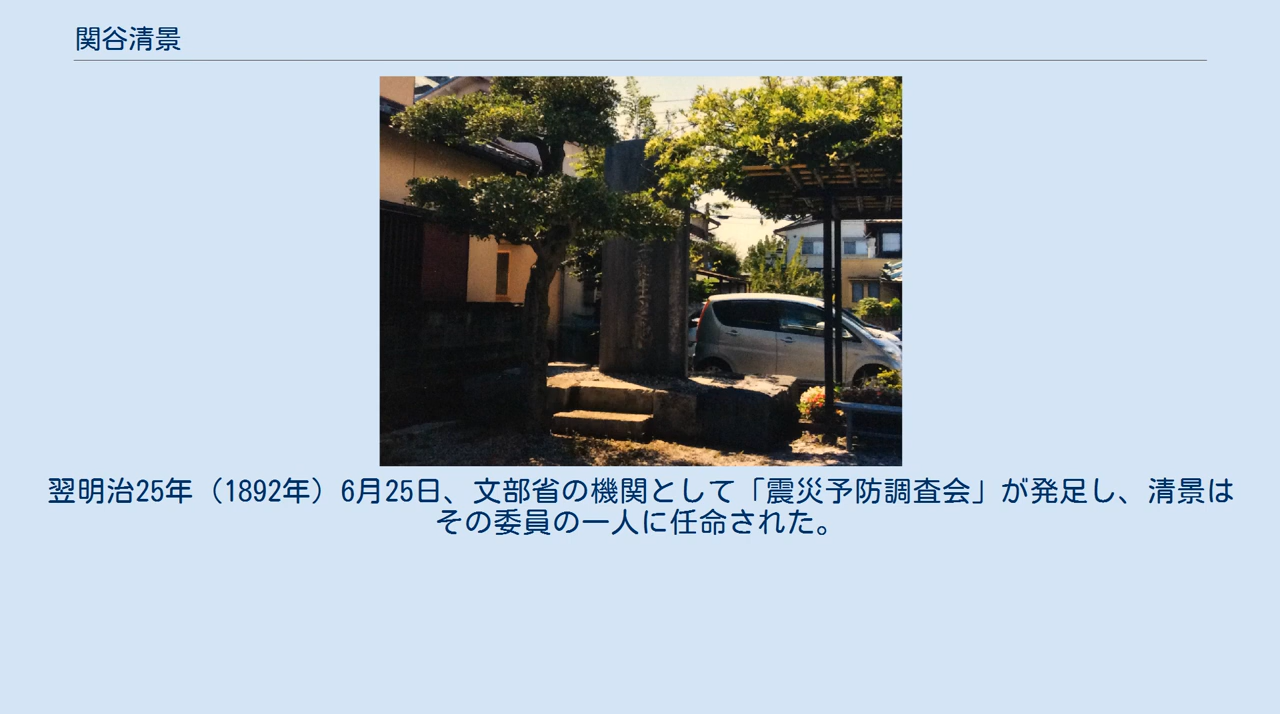 関谷清景
翌明治25年（1892年）6月25日、文部省の機関として「震災予防調査会」が発足し、清景は
その委員の一人に任命された。